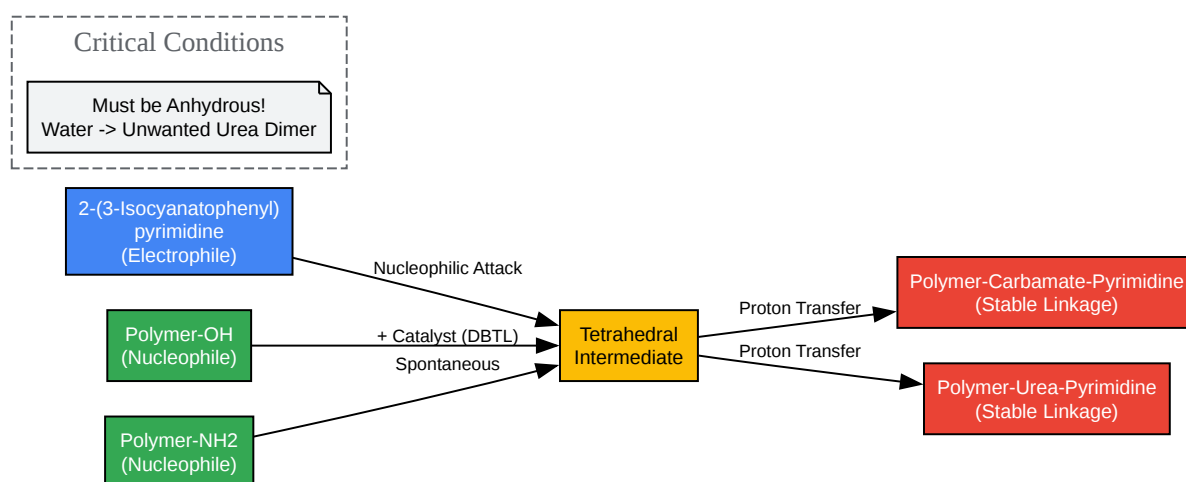 Critical Conditions
Must be Anhydrous!
Water -> Unwanted Urea Dimer
2-(3-Isocyanatophenyl)
pyrimidine
(Electrophile)
Nucleophilic Attack
Polymer-OH
(Nucleophile)
+ Catalyst (DBTL)
Spontaneous
Polymer-NH2
(Nucleophile)
Tetrahedral
Intermediate
Proton Transfer
Proton Transfer
Polymer-Carbamate-Pyrimidine
(Stable Linkage)
Polymer-Urea-Pyrimidine
(Stable Linkage)